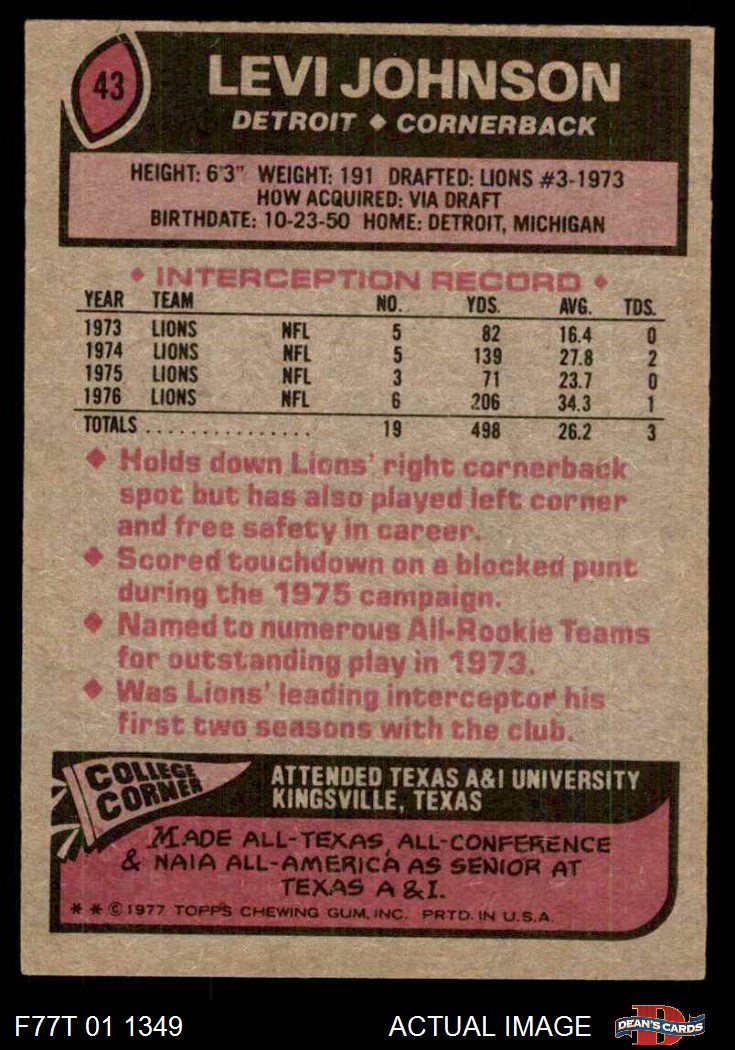 43
LEVI JOHNSON
DETROIT ♦ CORNERBACK
HEIGHT: 6'3" WEIGHT: 191 DRAFTED: LIONS #3-1973
HOW ACQUIRED: VIA DRAFT
BIRTHDATE: 10-23-50 HOME: DETROIT, MICHIGAN
♦ INTERCEPTION RECORD ♦
YEAR TEAM NO. YDS. AVG. TDS.
1973 LIONS NFL 5 82 16.4 0
1974 LIONS NFL 5 139 27.8 2
1975 LIONS NFL 3 71 23.7 0
1976 LIONS NFL 6 206 34.3 1
TOTALS ................ 19 498 26.2 3
♦ Holds down Lions' right cornerback
spot but has also played left corner
and free safety in career.
♦ Scored touchdown on a blocked punt
during the 1975 campaign.
♦ Named to numerous All-Rookie Teams
for outstanding play in 1973.
♦ Was Lions' leading interceptor his
first two seasons with the club.
COLLEGE
CORNER
ATTENDED TEXAS A&I UNIVERSITY
KINGSVILLE, TEXAS
MADE ALL-TEXAS, ALL-CONFERENCE
& NAIA ALL-AMERICA AS SENIOR AT
TEXAS A & I.
* * © 1977 TOPPS CHEWING GUM, INC. PRTD. IN U.S.A.
F77T 01 1349 ACTUAL IMAGE
D
DEAN'S CARDS